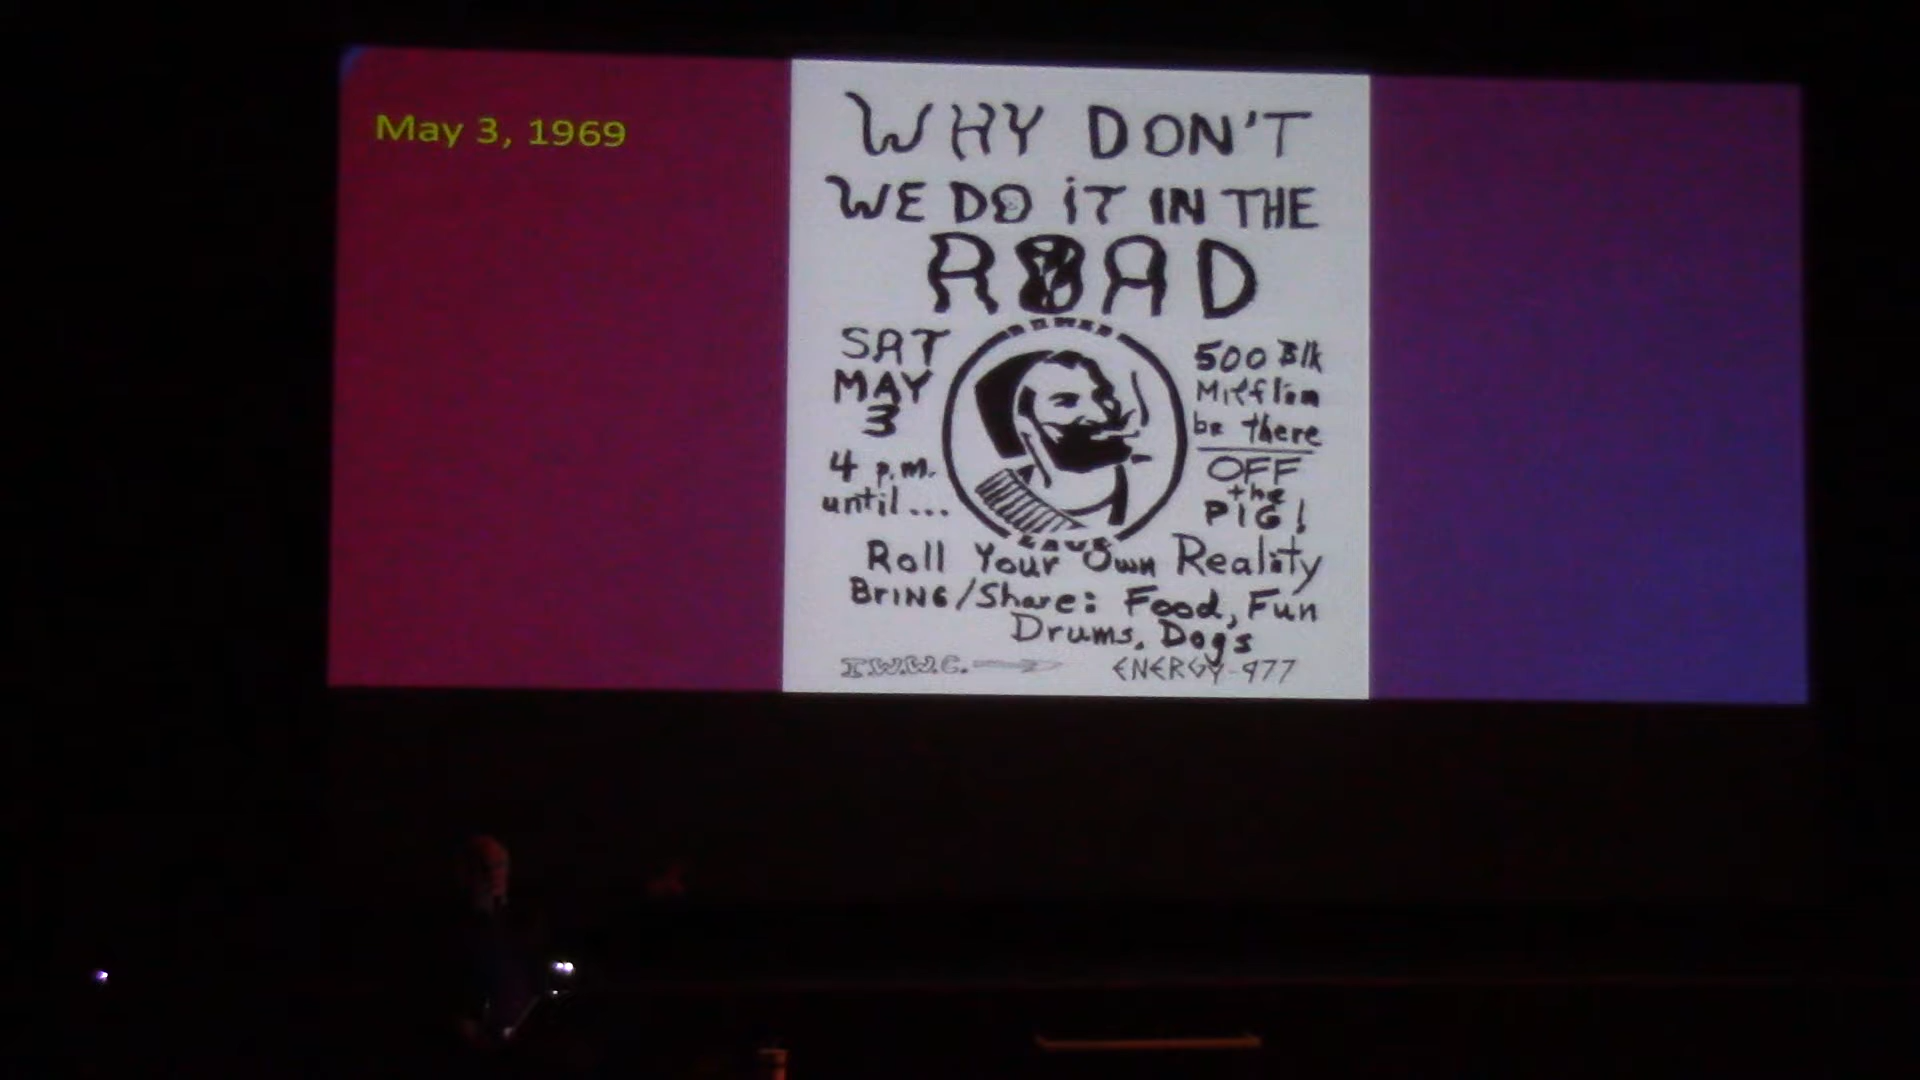 May 3, 1969
WHY DON'T
WE DO iT IN THE
ROAD
SAT
MAY
3
4 p.m.
until...
500 Blk
Mifflin
be there
OFF
the
PIG!
Roll Your Own Reality
BrING/Share: Food, Fun
Drums, Dogs
I.W.W.C.
ENERGY-977